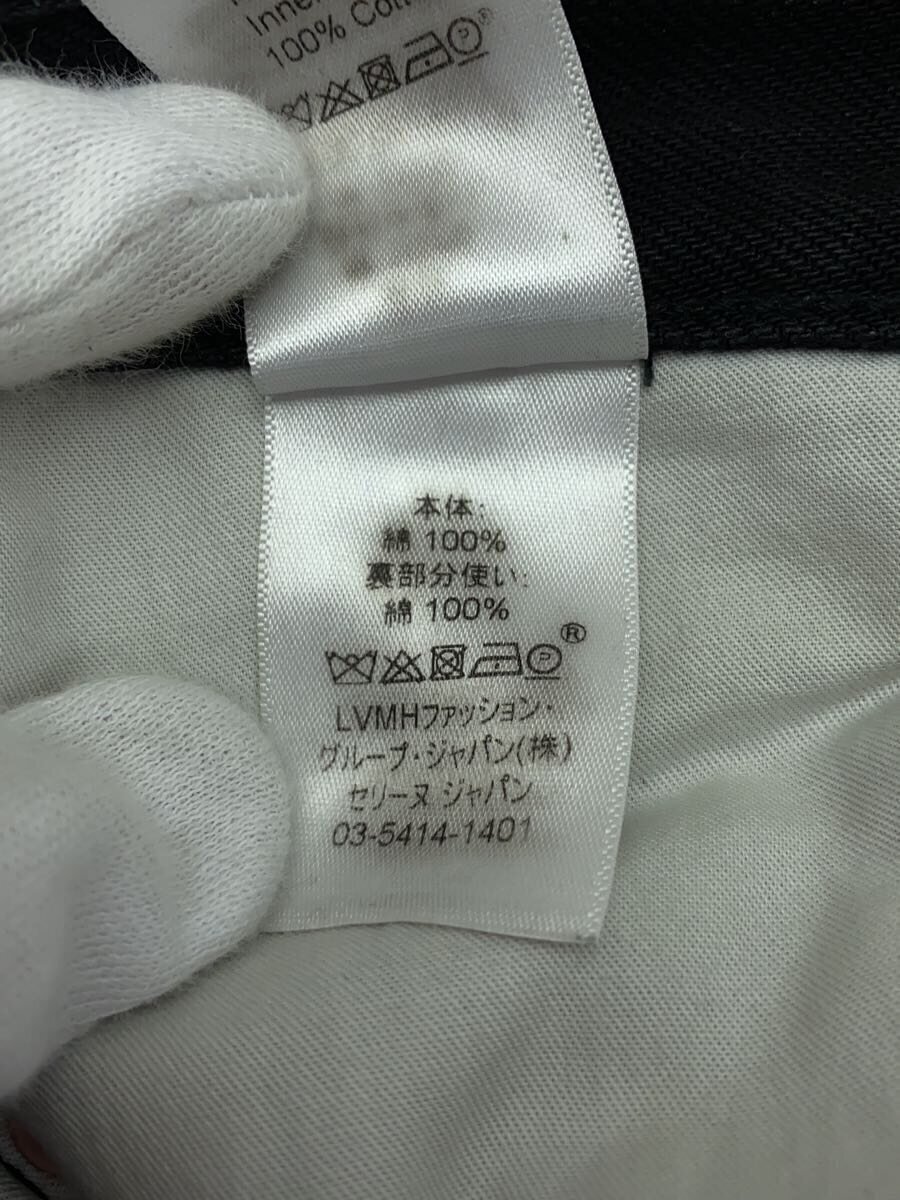 Inner
100% Cot
®
本体:
綿 100%
裏部分使い:
綿 100%
P ®
LVMHファッション・
グループ・ジャパン(株)
セリーヌ ジャパン
03-5414-1401